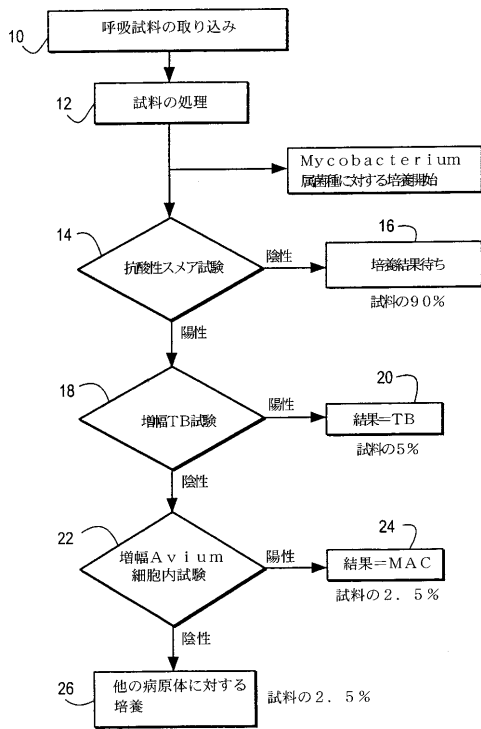 10
呼吸試料の取り込み
12
試料の処理
Ｍｙｃｏｂａｃｔｅｒｉｕｍ
属菌種に対する培養開始
14
抗酸性スメア試験
陰性
16
培養結果待ち
試料の９０％
陽性
18
増幅ＴＢ試験
陽性
20
結果＝ＴＢ
試料の５％
陰性
22
増幅Ａｖｉｕｍ
細胞内試験
陽性
24
結果＝ＭＡＣ
試料の２．５％
陰性
26
他の病原体に対する
培養
試料の２．５％